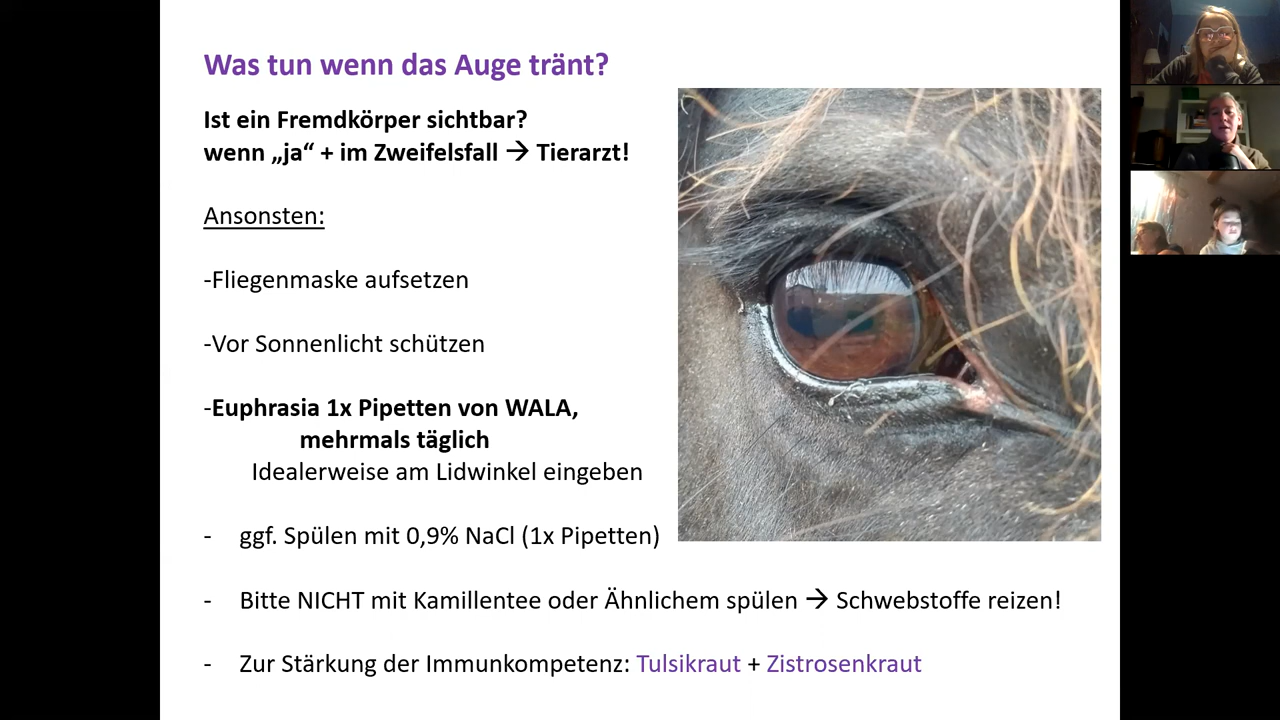 Was tun wenn das Auge tränt?
Ist ein Fremdkörper sichtbar?
wenn „ja“ + im Zweifelsfall → Tierarzt!
Ansonsten:
-Fliegenmaske aufsetzen
-Vor Sonnenlicht schützen
-Euphrasia 1x Pipetten von WALA,
mehrmals täglich
Idealerweise am Lidwinkel eingeben
- ggf. Spülen mit 0,9% NaCl (1x Pipetten)
- Bitte NICHT mit Kamillentee oder Ähnlichem spülen → Schwebstoffe reizen!
- Zur Stärkung der Immunkompetenz: Tulsikraut + Zistrosenkraut